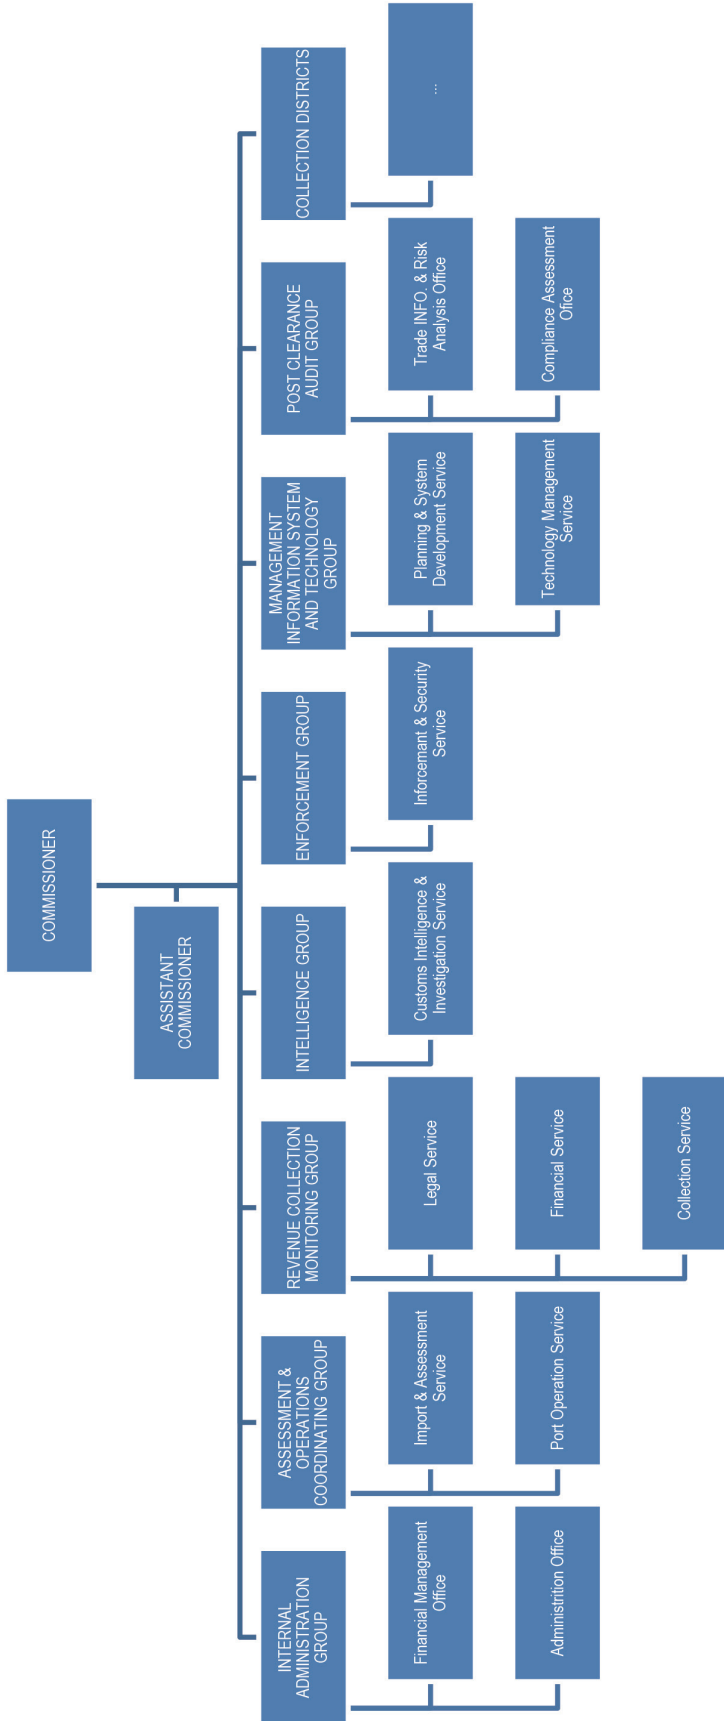 COMMISSIONER
ASSISTANT
COMMISSIONER
INTERNAL
ADMINISTRATION
GROUP
Financial Management
Office
Administrition Office
ASSESSMENT &
OPERATIONS
COORDINATING GROUP
Import & Assessment
Service
Port Operation Service
REVENUE COLLECTION
MONITORING GROUP
Legal Service
Financial Service
Collection Service
INTELLIGENCE GROUP
Customs Intelligence &
Investigation Service
ENFORCEMENT GROUP
Inforcemant & Security
Service
MANAGEMENT
INFORMATION SYSTEM
AND TECHNOLOGY
GROUP
Planning & System
Development Service
Technology Management
Service
POST CLEARANCE
AUDIT GROUP
Trade INFO. & Risk
Analysis Office
Compliance Assessment
Ofice
COLLECTION DISTRICTS
...